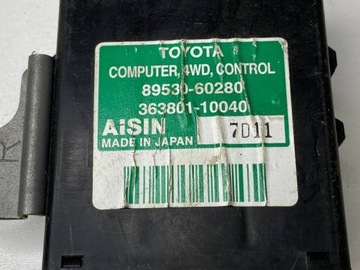 TOYOTA
COMPUTER, 4WD, CONTROL
89530-60280
363801-10040
AISIN
7D11
MADE IN JAPAN